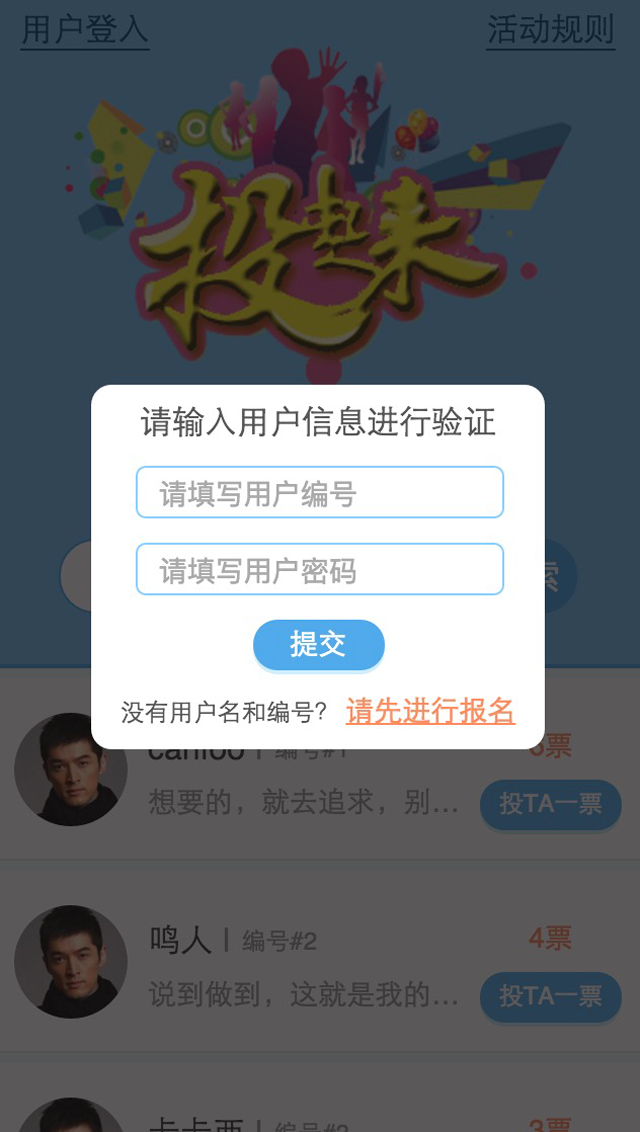 用户登入
活动规则
投起来
请输入用户信息进行验证
请填写用户编号
请填写用户密码
索
提交
没有用户名和编号？ 请先进行报名
编号#1
6票
想要的，就去追求，别…
投TA一票
鸣人 | 编号#2
4票
说到做到，这就是我的…
投TA一票
卡卡西 | 编号#3
3票